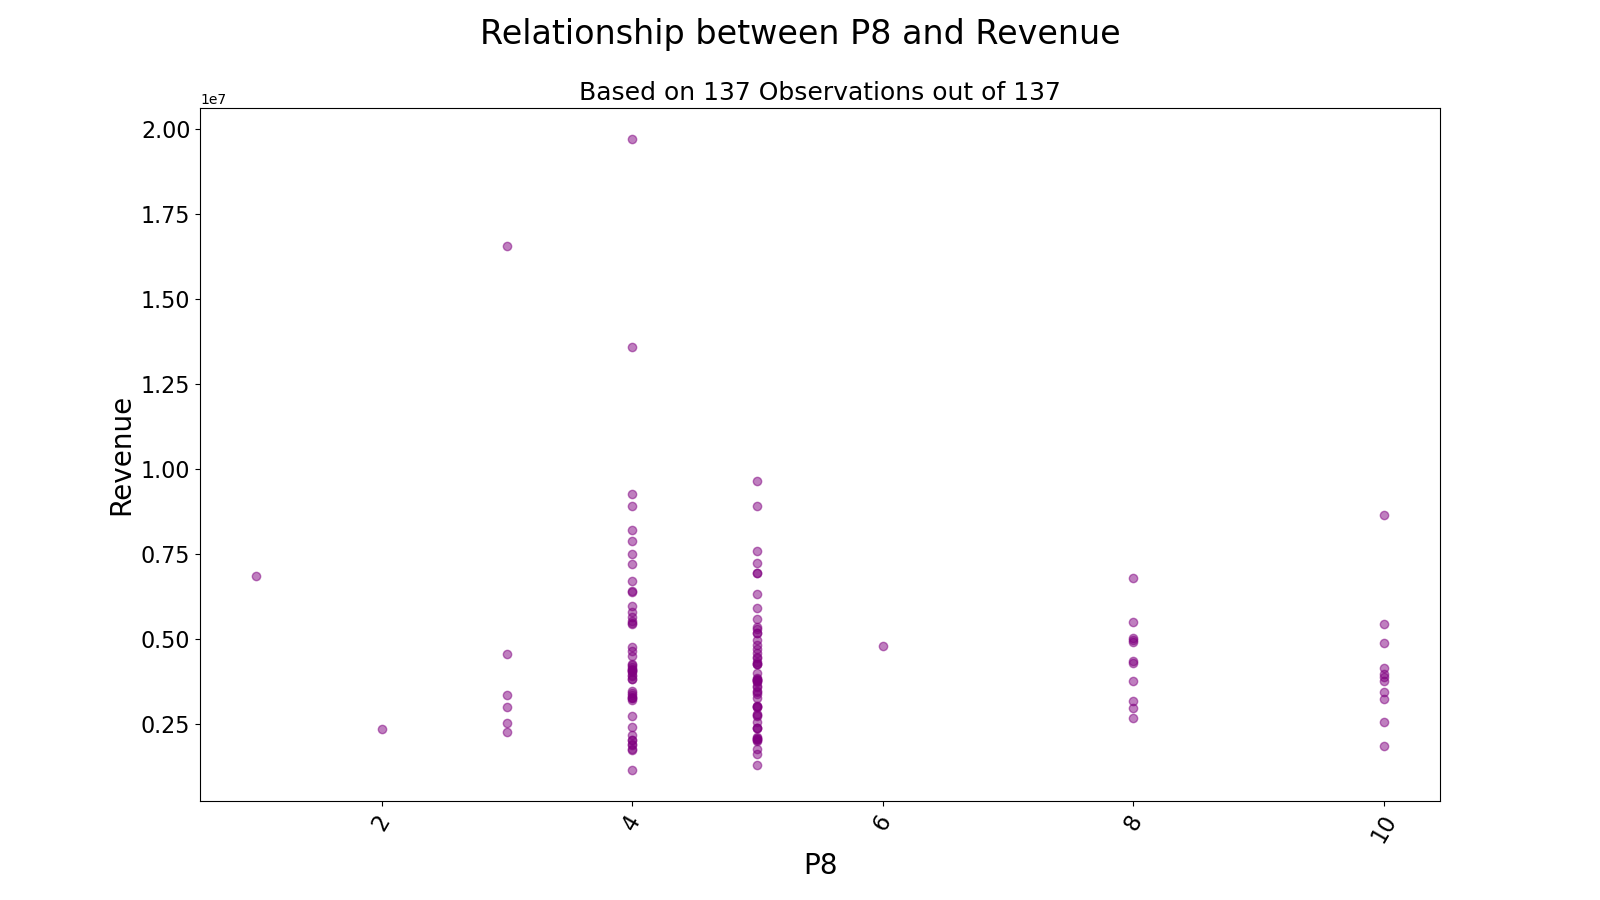 Relationship between P8 and Revenue
Based on 137 Observations out of 137
1e7
2.00
1.75
1.50
1.25
1.00
0.75
0.50
0.25
Revenue
2
4
6
8
10
P8